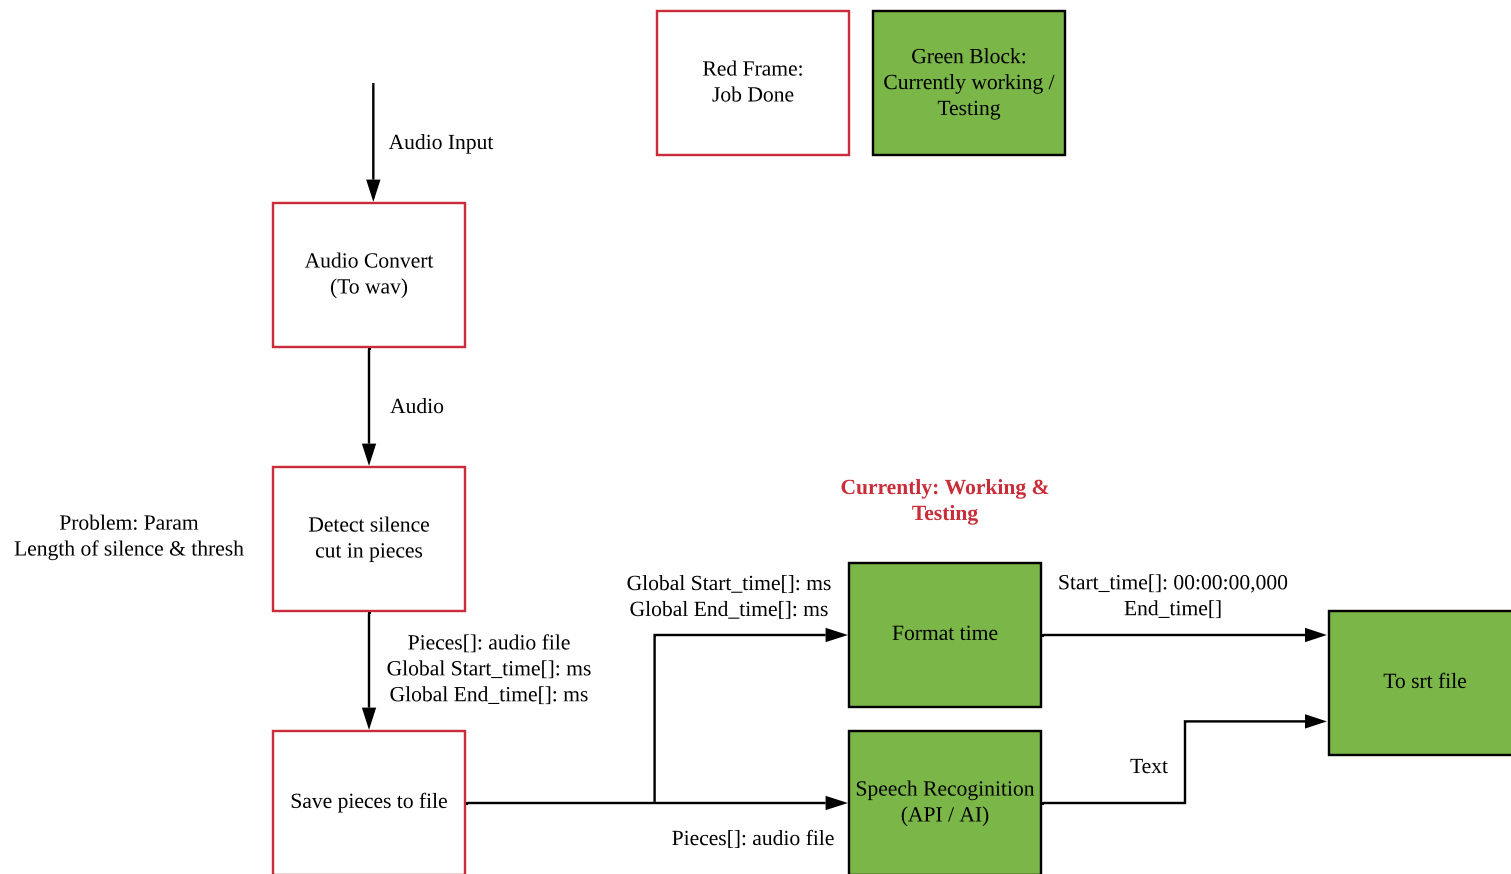 Red Frame:
Job Done
Green Block:
Currently working /
Testing
Audio Input
Audio Convert
(To wav)
Audio
Problem: Param
Length of silence & thresh
Detect silence
cut in pieces
Currently: Working &
Testing
Pieces[]: audio file
Global Start_time[]: ms
Global End_time[]: ms
Global Start_time[]: ms
Global End_time[]: ms
Format time
Start_time[]: 00:00:00,000
End_time[]
To srt file
Save pieces to file
Pieces[]: audio file
Speech Recoginition
(API / AI)
Text